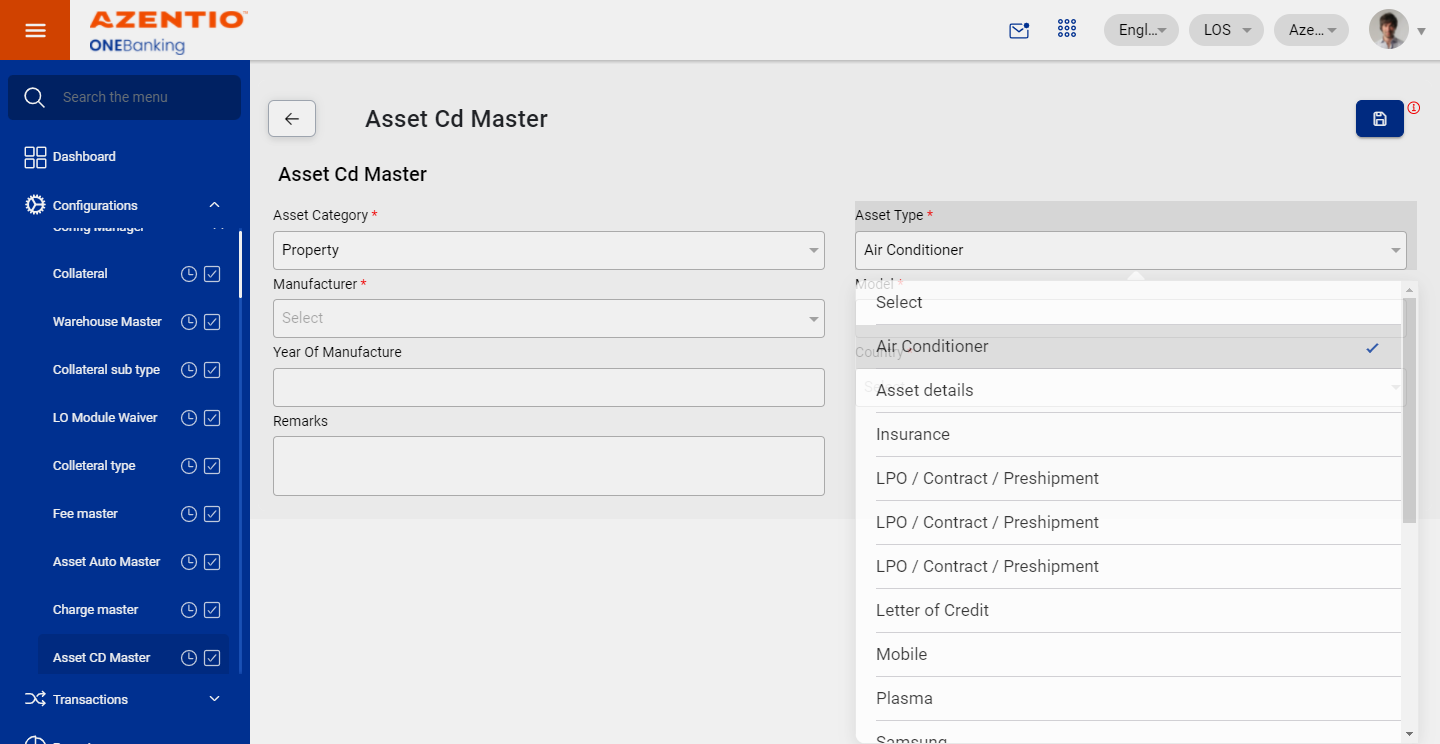 AZENTIO™
ONEBanking
Engl...
LOS
Aze...
Search the menu
Dashboard
Configurations
Config Manager
Collateral
Warehouse Master
Collateral sub type
LO Module Waiver
Colleteral type
Fee master
Asset Auto Master
Charge master
Asset CD Master
Transactions
Asset Cd Master
Asset Cd Master
Asset Category *
Property
Manufacturer *
Select
Year Of Manufacture
Remarks
Asset Type *
Air Conditioner
Model *
Select
Air Conditioner
Country *
Asset details
Insurance
LPO / Contract / Preshipment
LPO / Contract / Preshipment
LPO / Contract / Preshipment
Letter of Credit
Mobile
Plasma
Samsung